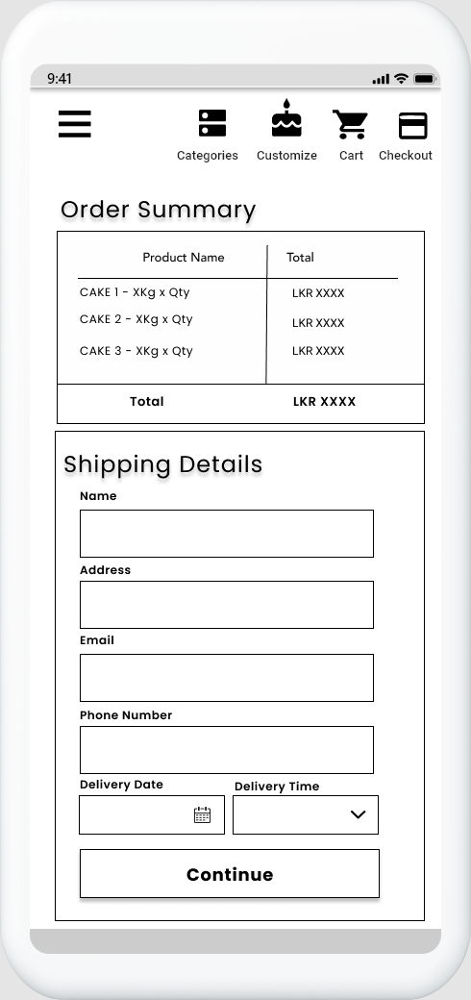 9:41
Categories Customize Cart Checkout
Order Summary
Product Name Total
CAKE 1 - XKg x Qty LKR XXXX
CAKE 2 - XKg x Qty LKR XXXX
CAKE 3 - XKg x Qty LKR XXXX
Total LKR XXXX
Shipping Details
Name
Address
Email
Phone Number
Delivery Date Delivery Time
Continue